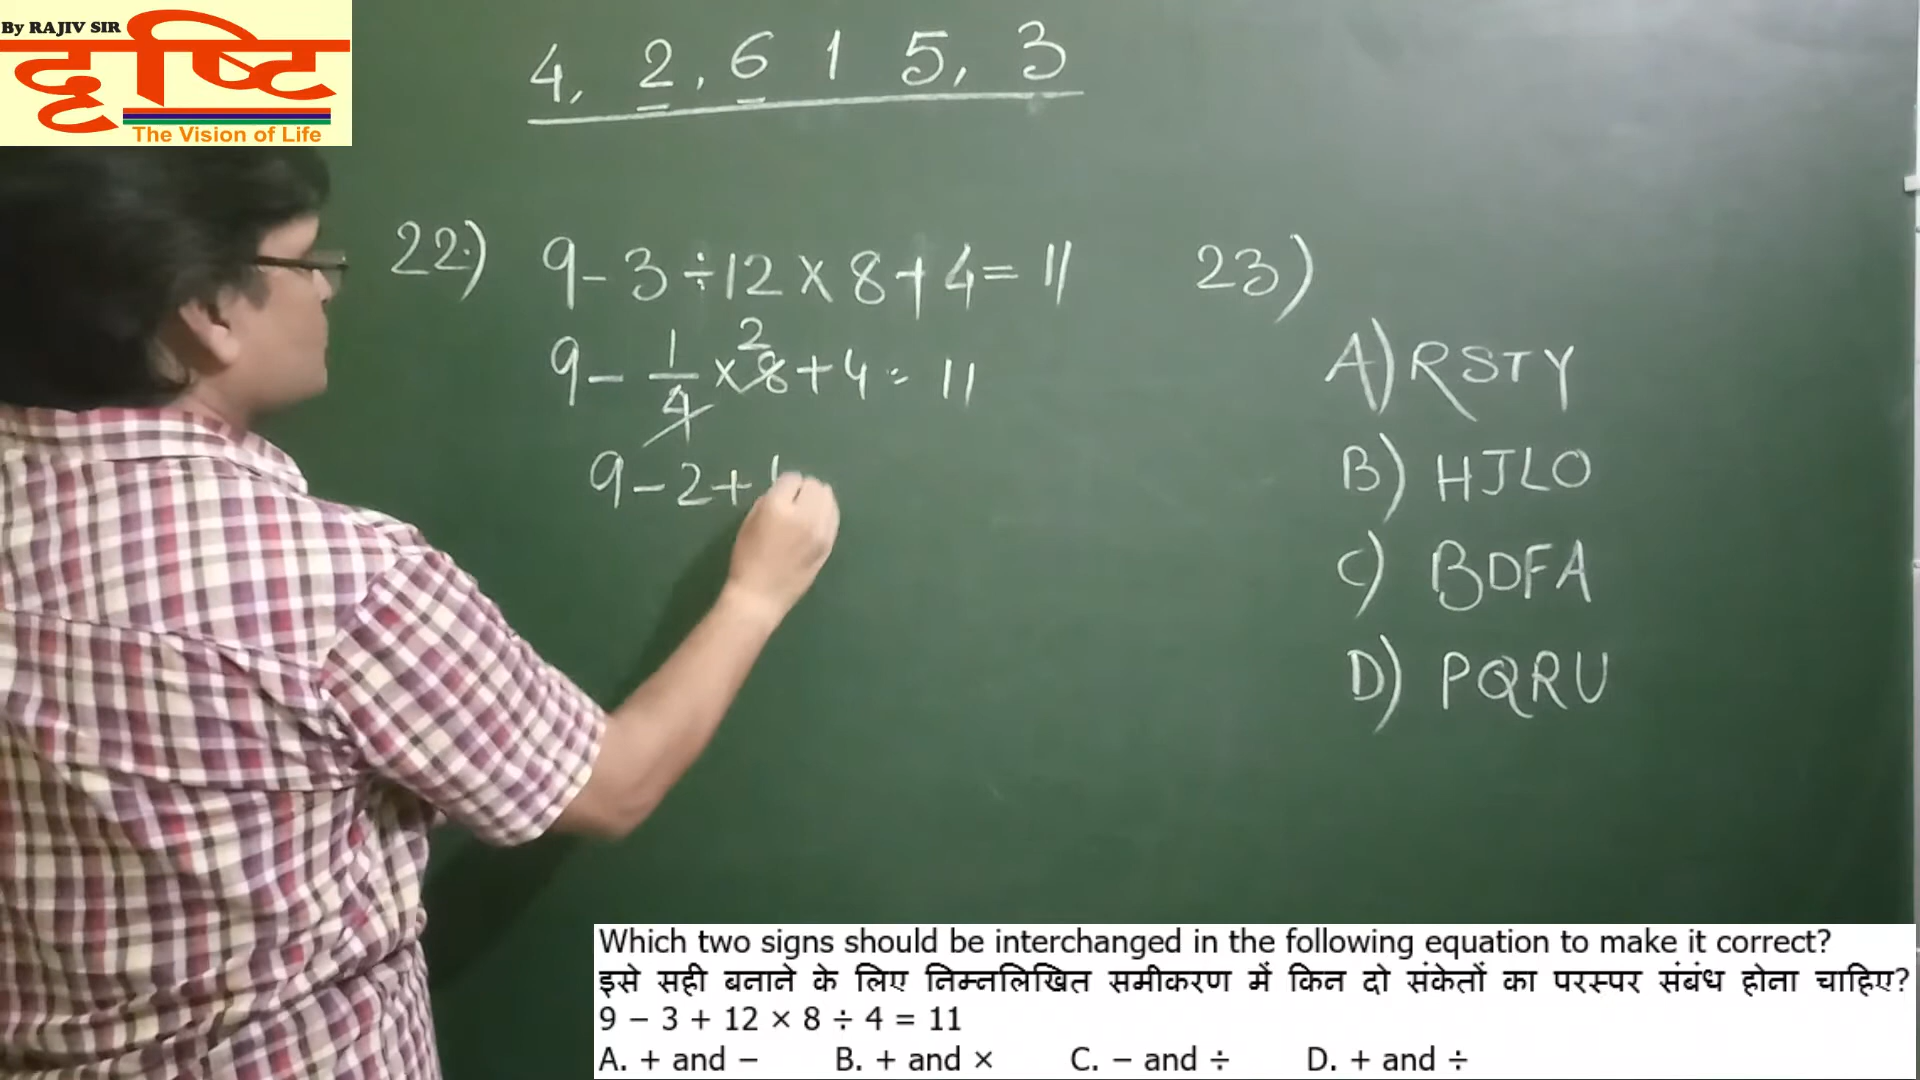 By RAJIV SIR
दृष्टि
The Vision of Life
4, 2, 6 1 5, 3
22) 9 - 3 ÷ 12 × 8 + 4 = 11
9 - 1/4 × 8 2 + 4 = 11
9 - 2 +
23)
A) RSTY
B) HJLO
C) BDFA
D) PQRU
Which two signs should be interchanged in the following equation to make it correct?
इसे सही बनाने के लिए निम्नलिखित समीकरण में किन दो संकेतों का परस्पर संबंध होना चाहिए?
9 − 3 + 12 × 8 ÷ 4 = 11
A. + and − B. + and × C. − and ÷ D. + and ÷